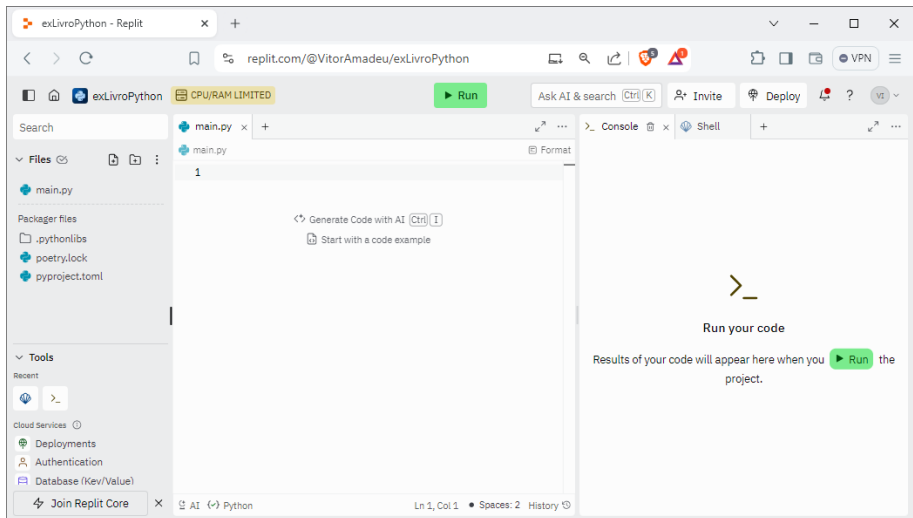 exLivroPython - Replit
replit.com/@VitorAmadeu/exLivroPython
5
1
VPN
exLivroPython
CPU/RAM LIMITED
Run
Ask AI & search Ctrl K
Invite
Deploy
?
VI
Search
Files
main.py
Packager files
.pythonlibs
poetry.lock
pyproject.toml
Tools
Recent
Cloud Services
Deployments
Authentication
Database (Key/Value)
Join Replit Core
main.py
main.py
Format
1
Generate Code with AI Ctrl I
Start with a code example
AI
Python
Ln 1, Col 1
Spaces: 2
History
Console
Shell
Run your code
Results of your code will appear here when you Run the
project.